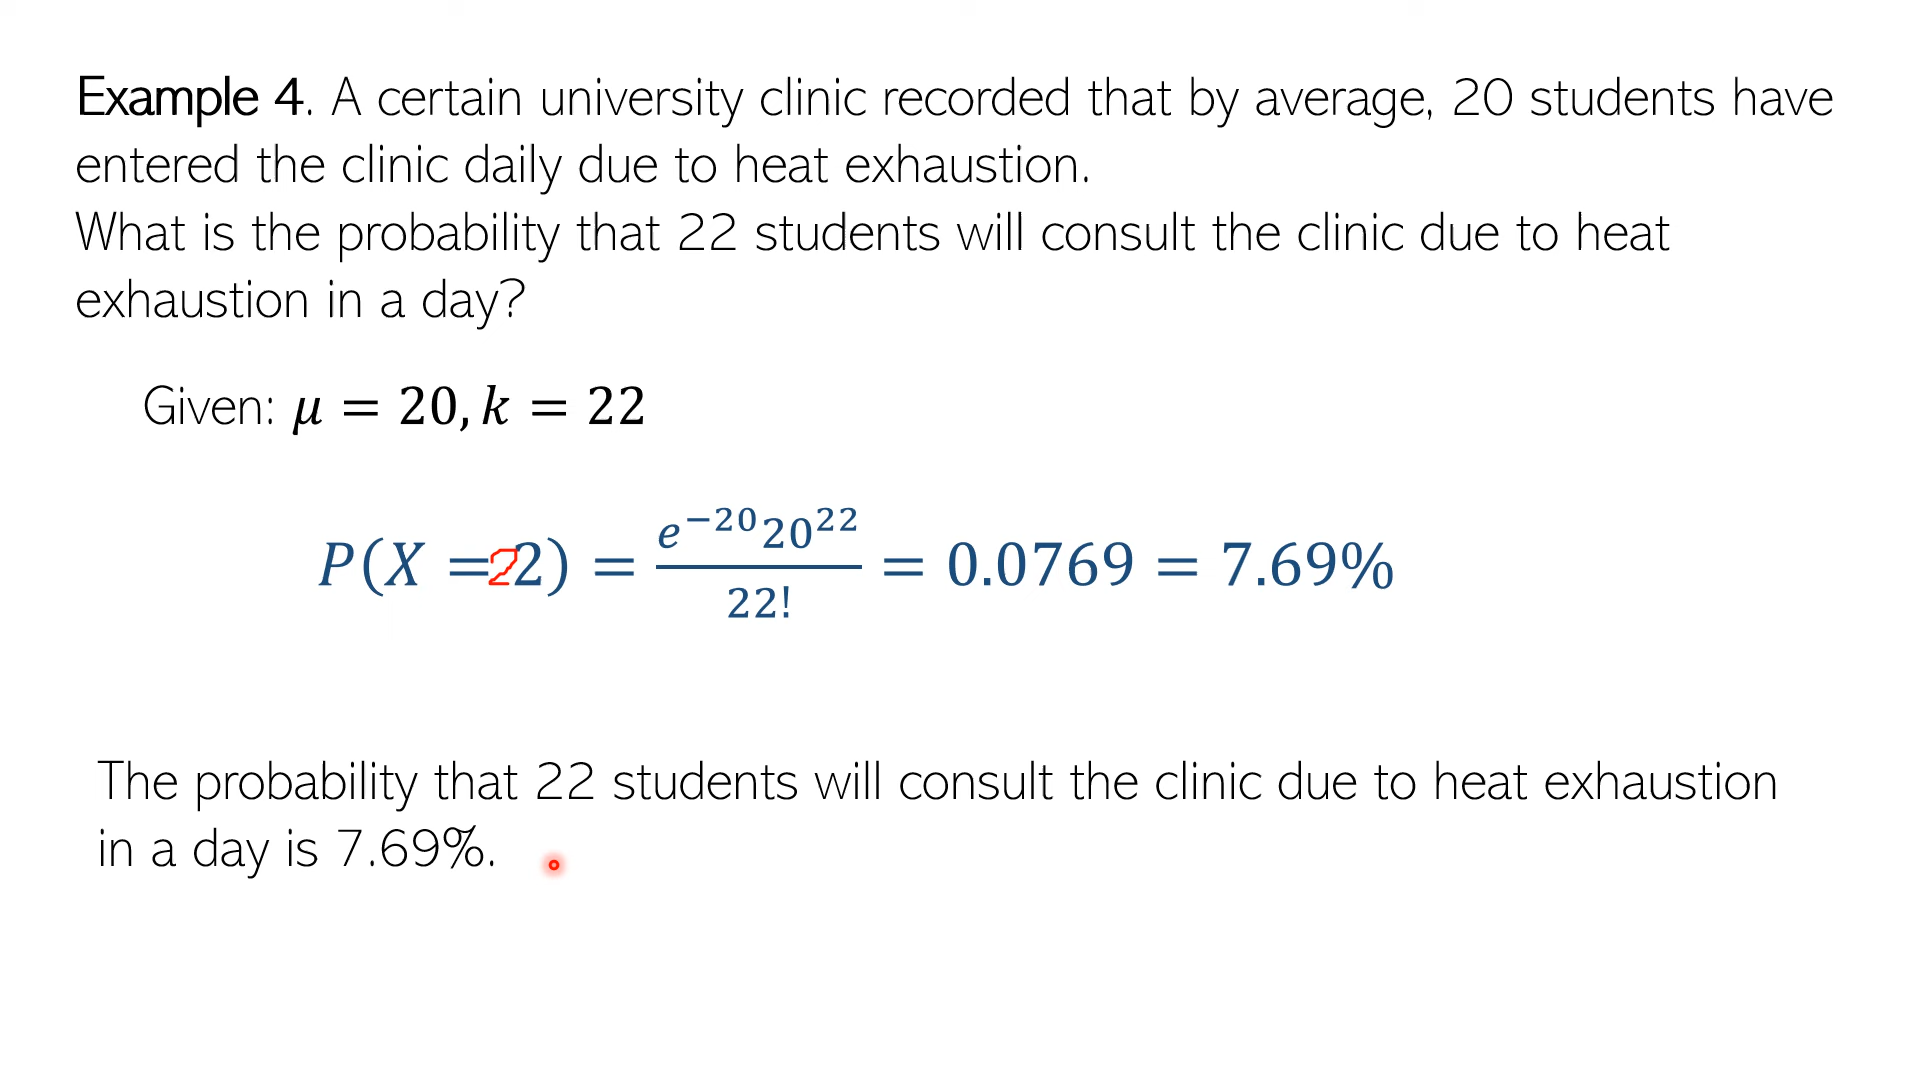 Example 4. A certain university clinic recorded that by average, 20 students have
entered the clinic daily due to heat exhaustion.
What is the probability that 22 students will consult the clinic due to heat
exhaustion in a day?
Given: μ = 20, k = 22
P(X = 22) = \frac{e^{-20}20^{22}}{22!} = 0.0769 = 7.69%
The probability that 22 students will consult the clinic due to heat exhaustion
in a day is 7.69%.